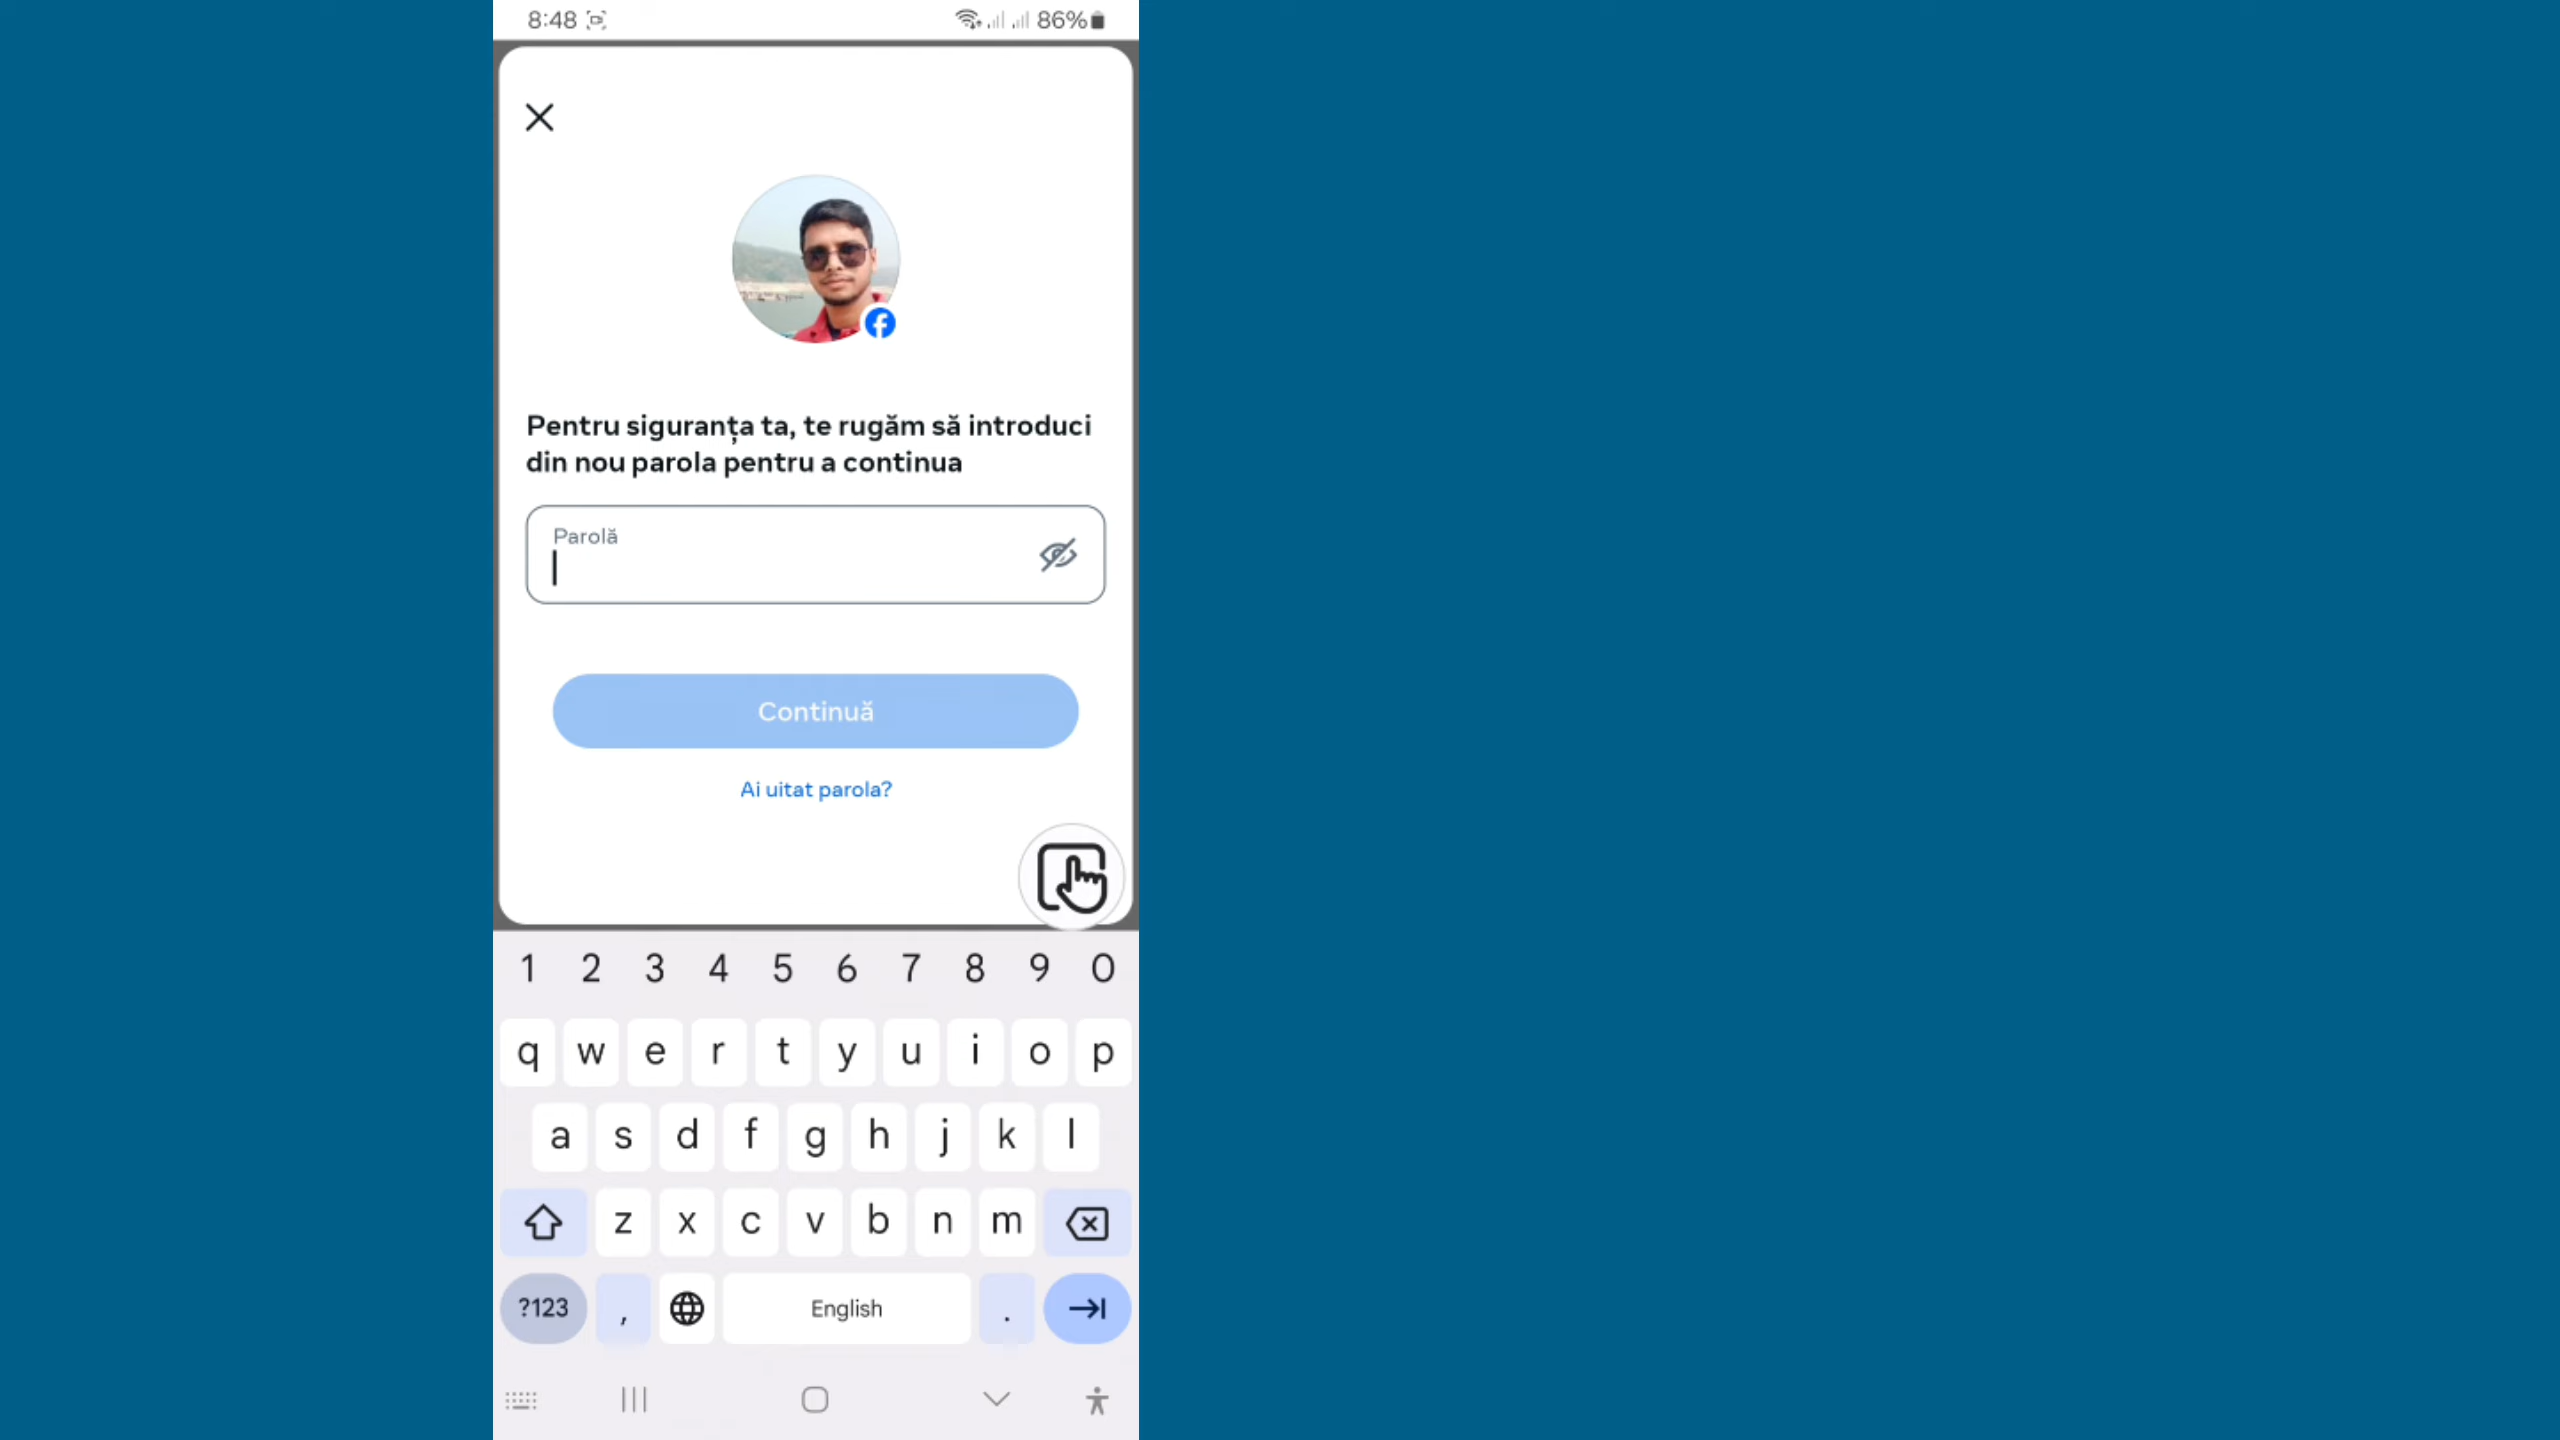 8:48 86%
Pentru siguranța ta, te rugăm să introduci
din nou parola pentru a continua
Parolă
Continuă
Ai uitat parola?
1 2 3 4 5 6 7 8 9 0
q w e r t y u i o p
a s d f g h j k l
z x c v b n m
?123 , English .